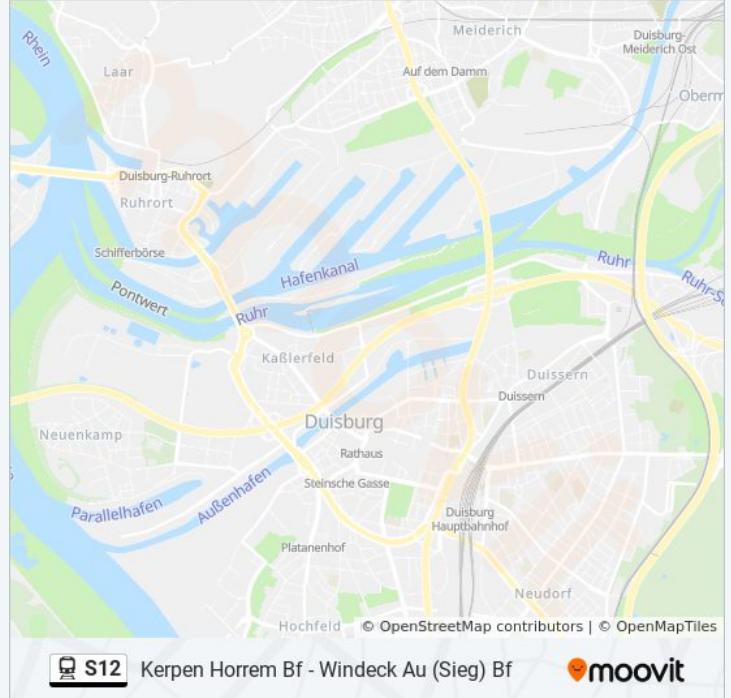 Rhein
Meiderich
Duisburg-
Meiderich Ost
Laar
Auf dem Damm
Duisburg-Ruhrort
Ruhrort
Schifferbörse
Hafenkanal
Ruhr
Pontwert
Ruhr
Kaßlerfeld
Duissern
Duissern
Duisburg
Neuenkamp
Rathaus
Außenhafen
Steinsche Gasse
Parallelhafen
Duisburg
Hauptbahnhof
Platanenhof
Neudorf
Hochfeld
© OpenStreetMap contributors | © OpenMapTiles
S12 Kerpen Horrem Bf - Windeck Au (Sieg) Bf
moovit